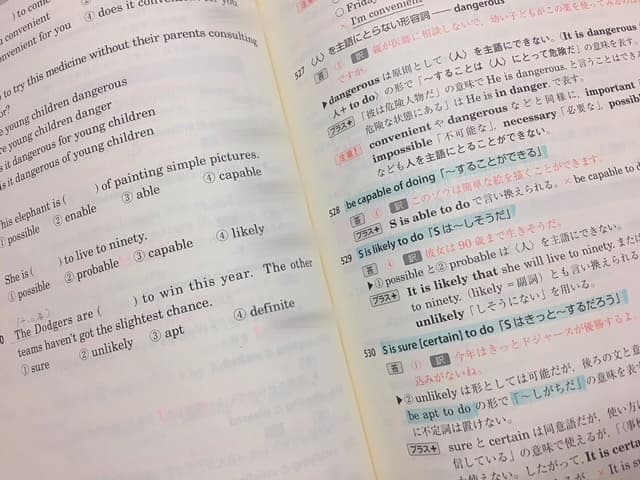 to come
convenient
④ does it convenient for you
convenient for you
to try this medicine without their parents consulting
or?
young children dangerous
young children danger
is it dangerous for young children
is it dangerous of young children
his elephant is ( ) of painting simple pictures.
① possible ② enable ③ able ④ capable
She is ( ) to live to ninety.
① possible ② probable ③ capable ④ likely
The Dodgers are ( ) to win this year. The other
teams haven't got the slightest chance.
① sure ② unlikely ③ apt ④ definite
○ Friday
× I'm convenient
527 〈人〉を主語にとらない形容詞 ── dangerous
答 ③ 訳 親が医師に相談しないで，幼い子どもがこの薬を使ってみるのは
ですか。
▶dangerous は原則として〈人〉を主語にできない。〈It is dangerous
人+to do〉の形で「～することは〈人〉にとって危険だ」の意味を表す。
プラス+ 「彼は危険人物だ」の意味で He is dangerous. と言うことはでき
危険な状態にある」は He is in danger. で表す。
注意！ convenient や dangerous などと同様に，important
impossible「不可能な」，necessary「必要な」，possi
なども人を主語にとることができない。
528 be capable of doing「～することができる」
答 ④ 訳 このゾウは簡単な絵を描くことができます。
プラス+ S is able to do で言い換えられる。× be capable to d
529 S is likely to do「S は～しそうだ」
答 ④ 訳 彼女は 90 歳まで生きそうだ。
▶① possible と② probable は〈人〉を主語にできない。
プラス+ It is likely that she will live to ninety. また
to ninety.（likely＝副詞）とも言い換えられる
unlikely「しそうにない」を用いる。
530 S is sure [certain] to do「S はきっと～するだろう」
答 ① 訳 今年はきっとドジャースが優勝するよ。
込みがないね。
▶② unlikely は形としては可能だが，後ろの文と意
be apt to do の形で「～しがちだ」の意味を表す
に不定詞は置けない。
プラス+ sure と certain は同意語だが，使い方に
信している」の意味で使えるが，「〈事柄
使えない。したがって，It is certai
× It is su